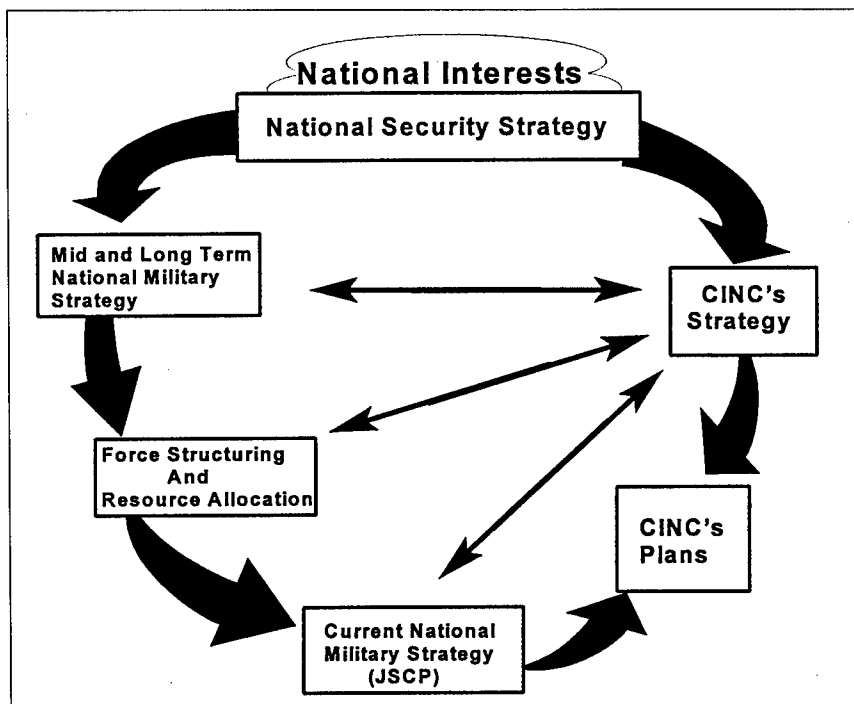 National Interests
National Security Strategy
Mid and Long Term
National Military
Strategy
CINC's
Strategy
Force Structuring
And
Resource Allocation
CINC's
Plans
Current National
Military Strategy
(JSCP)